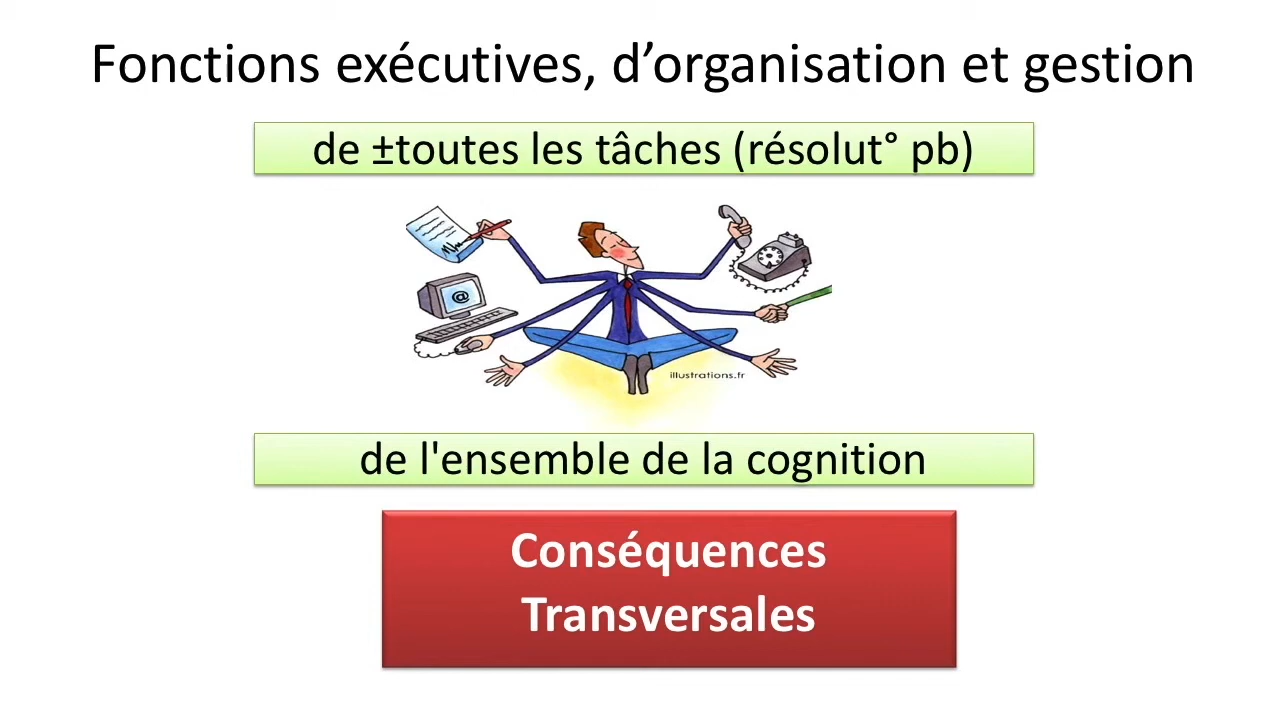 Fonctions exécutives, d’organisation et gestion
de ±toutes les tâches (résolut° pb)
@
illustrations.fr
de l'ensemble de la cognition
Conséquences
Transversales